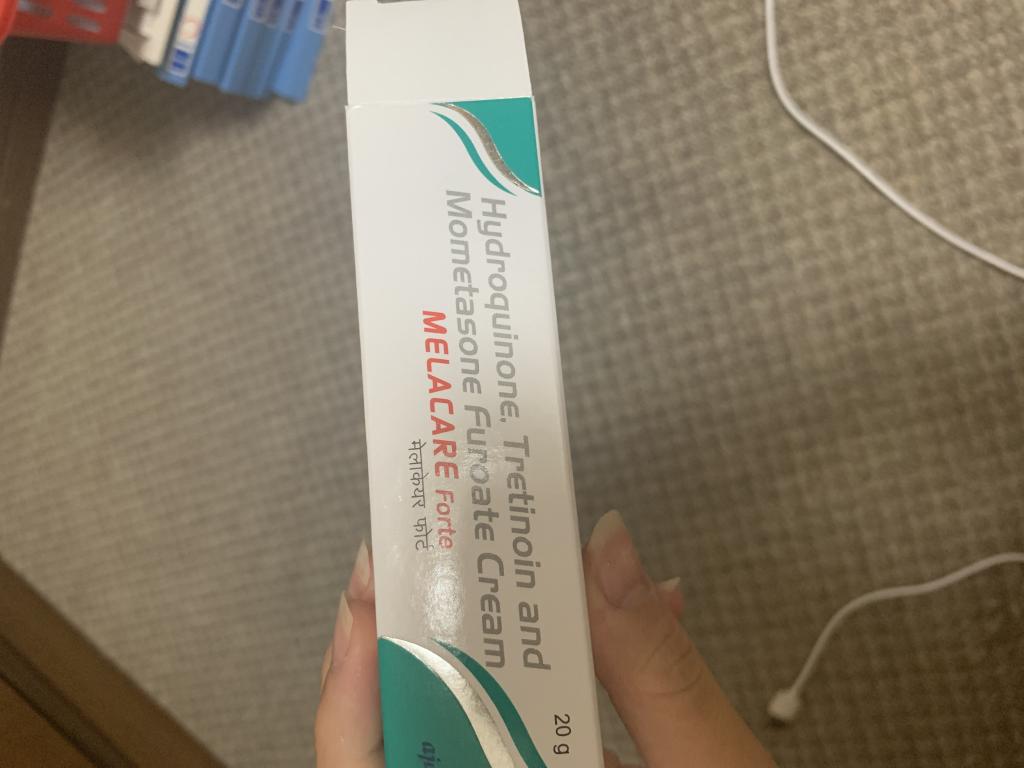 Hydroquinone, Tretinoin and
Mometasone Furoate Cream
MELACARE Forte
मेलाकेयर फोर्ट
20 g